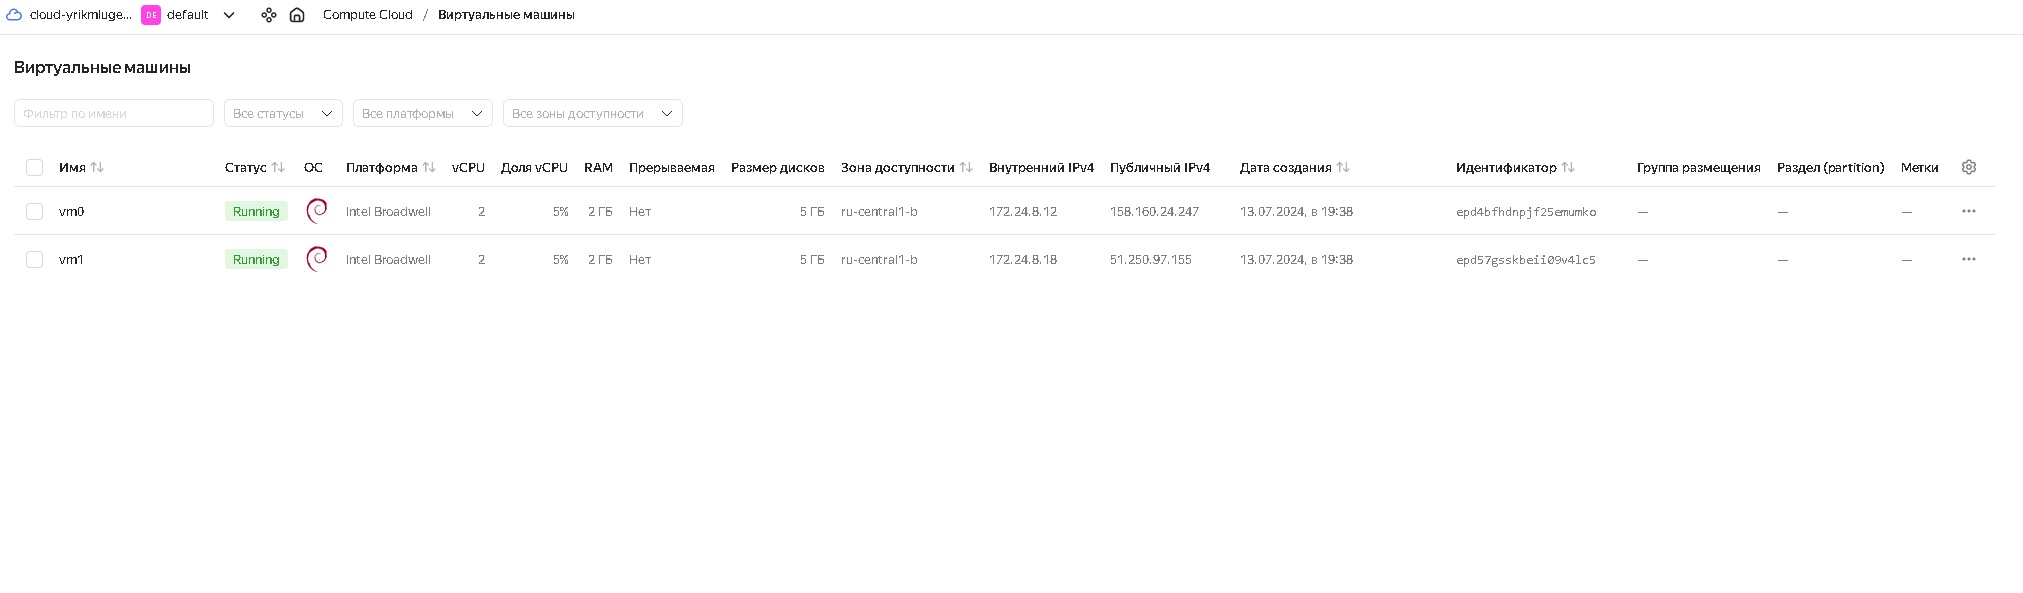 cloud-yrikmluge... DE default Compute Cloud / Виртуальные машины
Виртуальные машины
Фильтр по имени Все статусы Все платформы Все зоны доступности
Имя Статус ОС Платформа vCPU Доля vCPU RAM Прерываемая Размер дисков Зона доступности Внутренний IPv4 Публичный IPv4 Дата создания Идентификатор Группа размещения Раздел (partition) Метки
vm0 Running Intel Broadwell 2 5% 2 ГБ Нет 5 ГБ ru-central1-b 172.24.8.12 158.160.24.247 13.07.2024, в 19:38 epd4bfhdnpjf25emumko — — —
vm1 Running Intel Broadwell 2 5% 2 ГБ Нет 5 ГБ ru-central1-b 172.24.8.18 51.250.97.155 13.07.2024, в 19:38 epd57gsskbeii09v4lc5 — — —